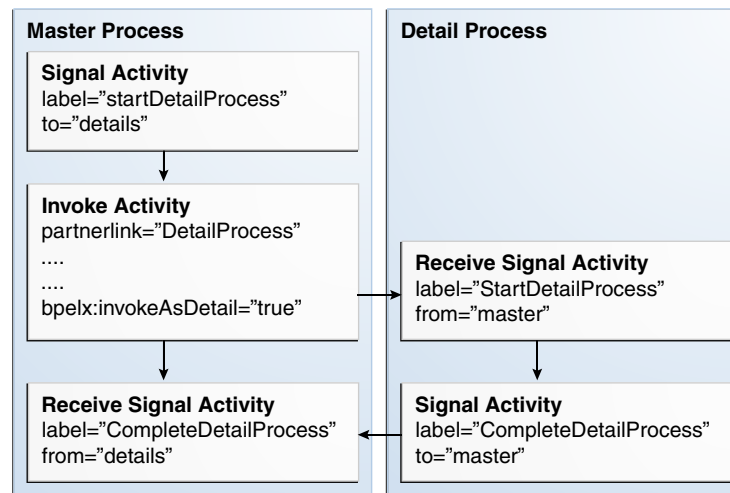 Master Process
Signal Activity
label=”startDetailProcess”
to=”details”
Invoke Activity
partnerlink=”DetailProcess”
....
....
bpelx:invokeAsDetail=”true”
Receive Signal Activity
label=”CompleteDetailProcess”
from=”details”
Detail Process
Receive Signal Activity
label=”StartDetailProcess”
from=”master”
Signal Activity
label=”CompleteDetailProcess”
to=”master”